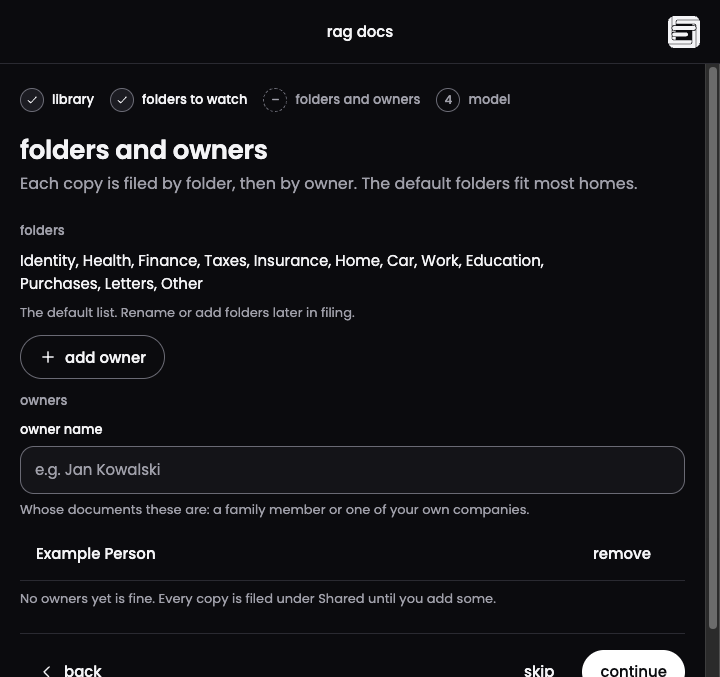 rag docs
library
folders to watch
folders and owners
4 model
folders and owners
Each copy is filed by folder, then by owner. The default folders fit most homes.
folders
Identity, Health, Finance, Taxes, Insurance, Home, Car, Work, Education,
Purchases, Letters, Other
The default list. Rename or add folders later in filing.
+ add owner
owners
owner name
e.g. Jan Kowalski
Whose documents these are: a family member or one of your own companies.
Example Person
remove
No owners yet is fine. Every copy is filed under Shared until you add some.
back
skip
continue